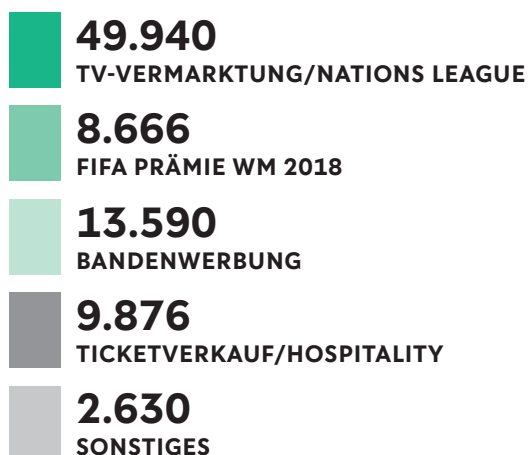 49.940
TV-VERMARKTUNG/NATIONS LEAGUE
8.666
FIFA PRÄMIE WM 2018
13.590
BANDENWERBUNG
9.876
TICKETVERKAUF/HOSPITALITY
2.630
SONSTIGES